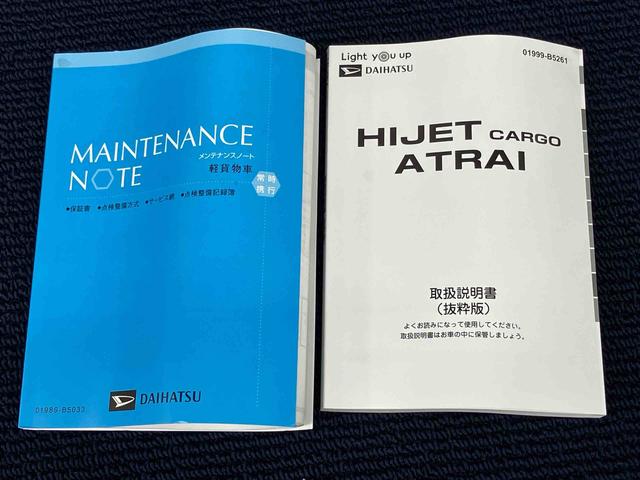 MAINTENANCE
NOTE
メンテナンスノート
軽貨物車
常時
携行
•保証書 •点検整備方式 •サービス網 •点検整備記録簿
DAIHATSU
01989-B5033
Light you up
DAIHATSU
01999-B5261
HIJET CARGO
ATRAI
取扱説明書
（抜粋版）
よくお読みになって使用してください。
取扱説明書はお車の中に保管しましょう。